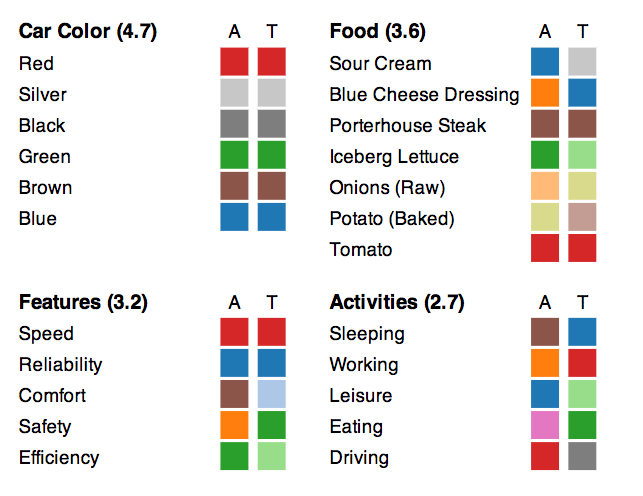 Car Color (4.7) A T
Red
Silver
Black
Green
Brown
Blue
Food (3.6) A T
Sour Cream
Blue Cheese Dressing
Porterhouse Steak
Iceberg Lettuce
Onions (Raw)
Potato (Baked)
Tomato
Features (3.2) A T
Speed
Reliability
Comfort
Safety
Efficiency
Activities (2.7) A T
Sleeping
Working
Leisure
Eating
Driving